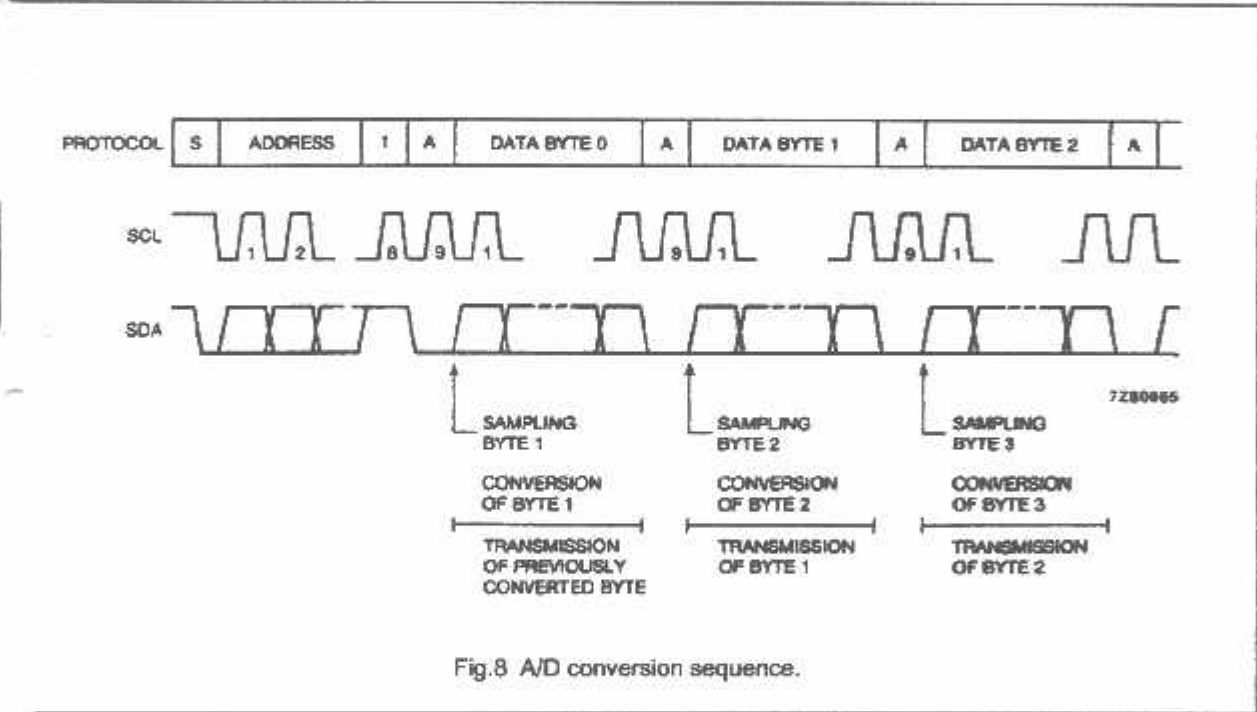 PROTOCOL S ADDRESS 1 A DATA BYTE 0 A DATA BYTE 1 A DATA BYTE 2 A
SCL 1 2 8 9 1 9 1 9 1
SDA
7Z80965
SAMPLING
BYTE 1
SAMPLING
BYTE 2
SAMPLING
BYTE 3
CONVERSION
OF BYTE 1
CONVERSION
OF BYTE 2
CONVERSION
OF BYTE 3
TRANSMISSION
OF PREVIOUSLY
CONVERTED BYTE
TRANSMISSION
OF BYTE 1
TRANSMISSION
OF BYTE 2
Fig.8 A/D conversion sequence.